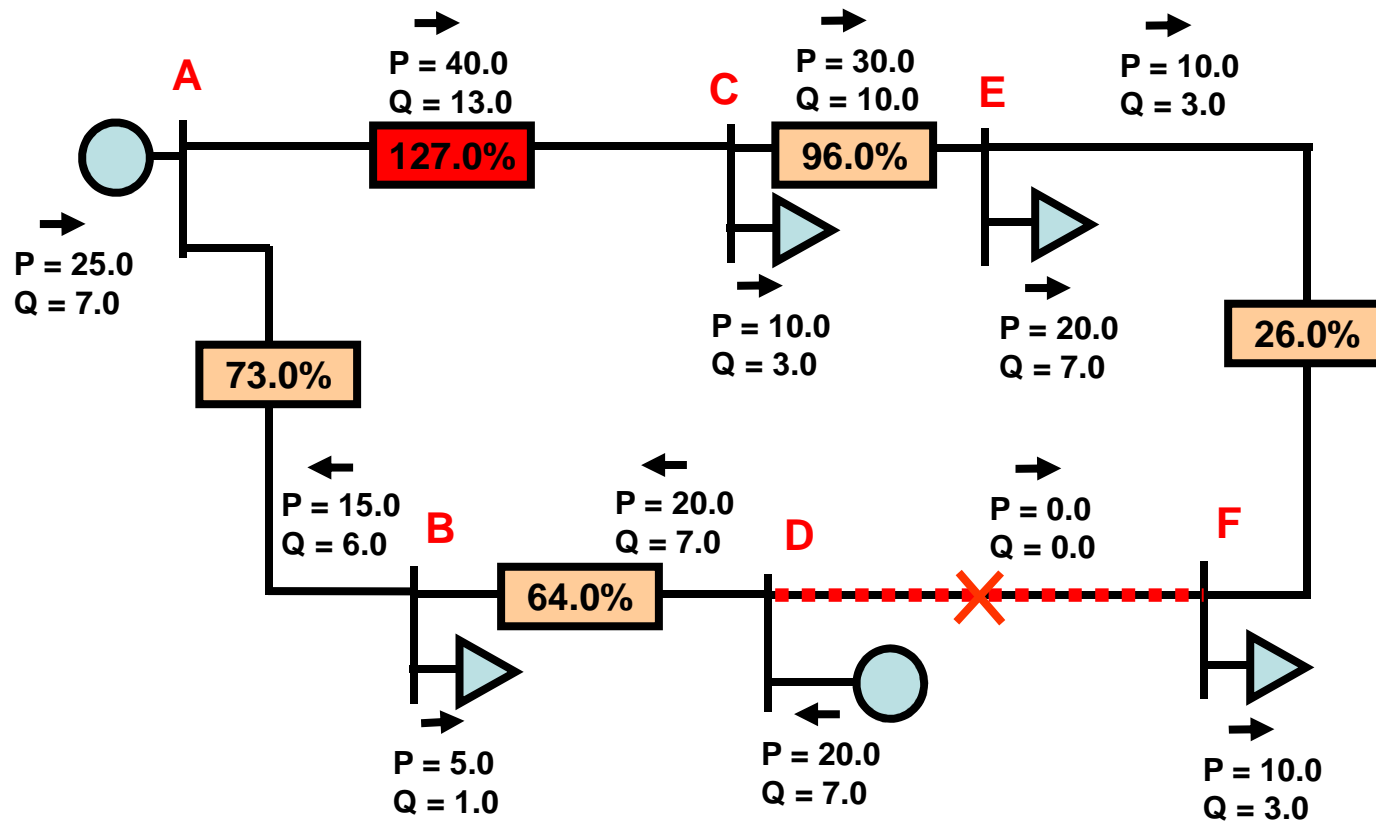 P = 40.0
Q = 13.0
P = 30.0
Q = 10.0
P = 10.0
Q = 3.0
A
C
E
127.0%
96.0%
P = 25.0
Q = 7.0
P = 10.0
Q = 3.0
P = 20.0
Q = 7.0
26.0%
73.0%
P = 15.0
Q = 6.0
B
P = 20.0
Q = 7.0
D
P = 0.0
Q = 0.0
F
64.0%
P = 5.0
Q = 1.0
P = 20.0
Q = 7.0
P = 10.0
Q = 3.0